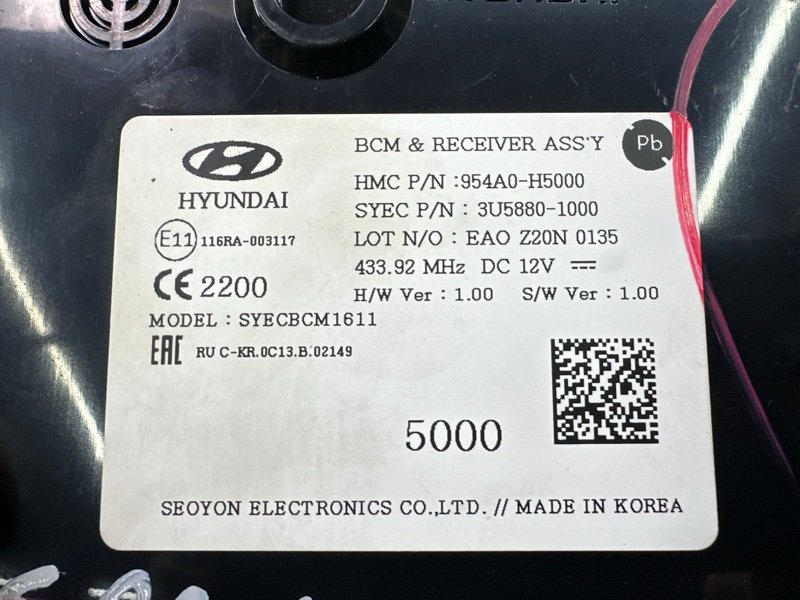 BCM & RECEIVER ASS'Y
Pb
HYUNDAI
HMC P/N :954A0-H5000
SYEC P/N : 3U5880-1000
E11 116RA-003117
LOT N/O : EAO Z20N 0135
433.92 MHz DC 12V
CE 2200
H/W Ver : 1.00 S/W Ver : 1.00
MODEL : SYECBCM1611
EAC RU C-KR.0C13.B.02149
5000
SEOYON ELECTRONICS CO.,LTD. // MADE IN KOREA